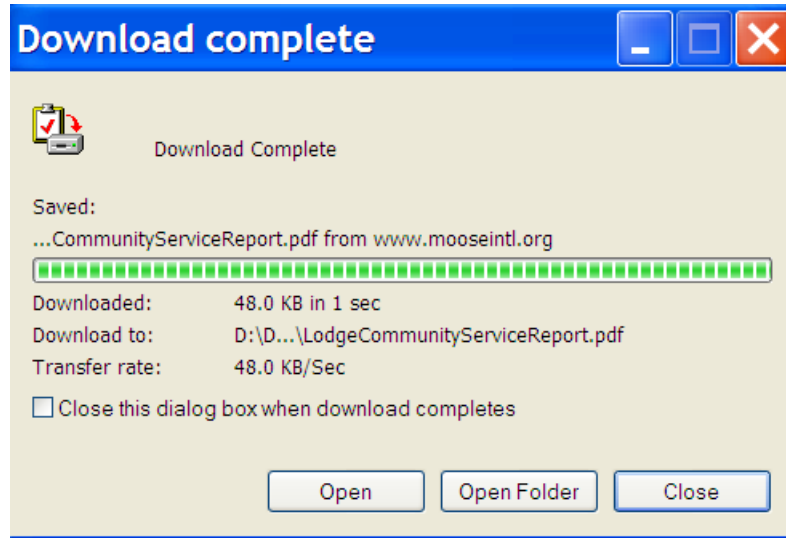 Download complete
Download Complete
Saved:
...CommunityServiceReport.pdf from www.mooseintl.org
Downloaded: 48.0 KB in 1 sec
Download to: D:\D...\LodgeCommunityServiceReport.pdf
Transfer rate: 48.0 KB/Sec
Close this dialog box when download completes
Open Open Folder Close